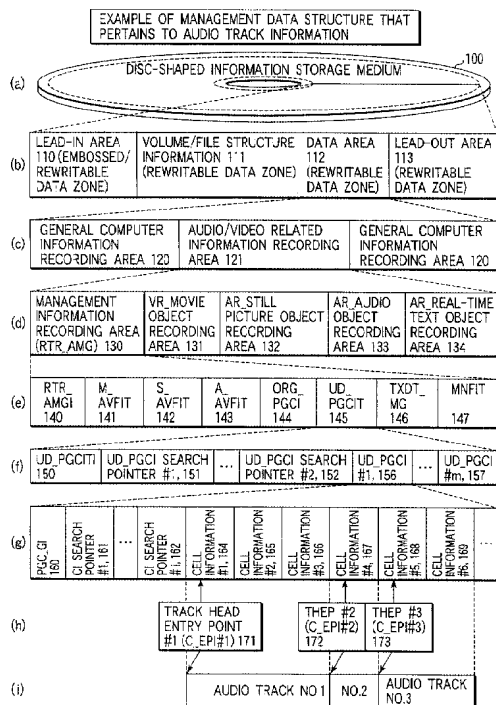 EXAMPLE OF MANAGEMENT DATA STRUCTURE THAT
PERTAINS TO AUDIO TRACK INFORMATION
100
DISC-SHAPED INFORMATION STORAGE MEDIUM
(a)
(b)
LEAD-IN AREA
110 (EMBOSSED/
REWRITABLE
DATA ZONE)
VOLUME/FILE STRUCTURE
INFORMATION 111
(REWRITABLE DATA ZONE)
DATA AREA
112
(REWRITABLE
DATA ZONE)
LEAD-OUT AREA
113
(REWRITABLE
DATA ZONE)
(c)
GENERAL COMPUTER
INFORMATION
RECORDING AREA 120
AUDIO/VIDEO RELATED
INFORMATION RECORDING
AREA 121
GENERAL COMPUTER
INFORMATION
RECORDING AREA 120
(d)
MANAGEMENT
INFORMATION
RECORDING AREA
(RTR_AMG) 130
VR_MOVIE
OBJECT
RECORDING
AREA 131
AR_STILL
PICTURE OBJECT
RECORDING
AREA 132
AR_AUDIO
OBJECT
RECORDING
AREA 133
AR_REAL-TIME
TEXT OBJECT
RECORDING
AREA 134
(e)
RTR_
AMGI
140
M_
AVFIT
141
S_
AVFIT
142
A_
AVFIT
143
ORG_
PGCI
144
UD_
PGCIT
145
TXDT_
MG
146
MNFIT
147
(f)
UD_PGCITI
150
UD_PGCI SEARCH
POINTER #1, 151
...
UD_PGCI SEARCH
POINTER #2, 152
UD_PGCI
#1, 156
...
UD_PGCI
#m, 157
(g)
PGC_GI
160
CI SEARCH
POINTER
#1, 161
...
CI SEARCH
POINTER
#i, 162
CELL
INFORMATION
#1, 164
CELL
INFORMATION
#2, 165
CELL
INFORMATION
#3, 166
CELL
INFORMATION
#4, 167
CELL
INFORMATION
#5, 168
CELL
INFORMATION
#6, 169
...
(h)
TRACK HEAD
ENTRY POINT
#1 (C_EPI#1) 171
THEP #2
(C_EPI#2)
172
THEP #3
(C_EPI#3)
173
(i)
AUDIO TRACK NO.1
NO.2
AUDIO TRACK
NO.3